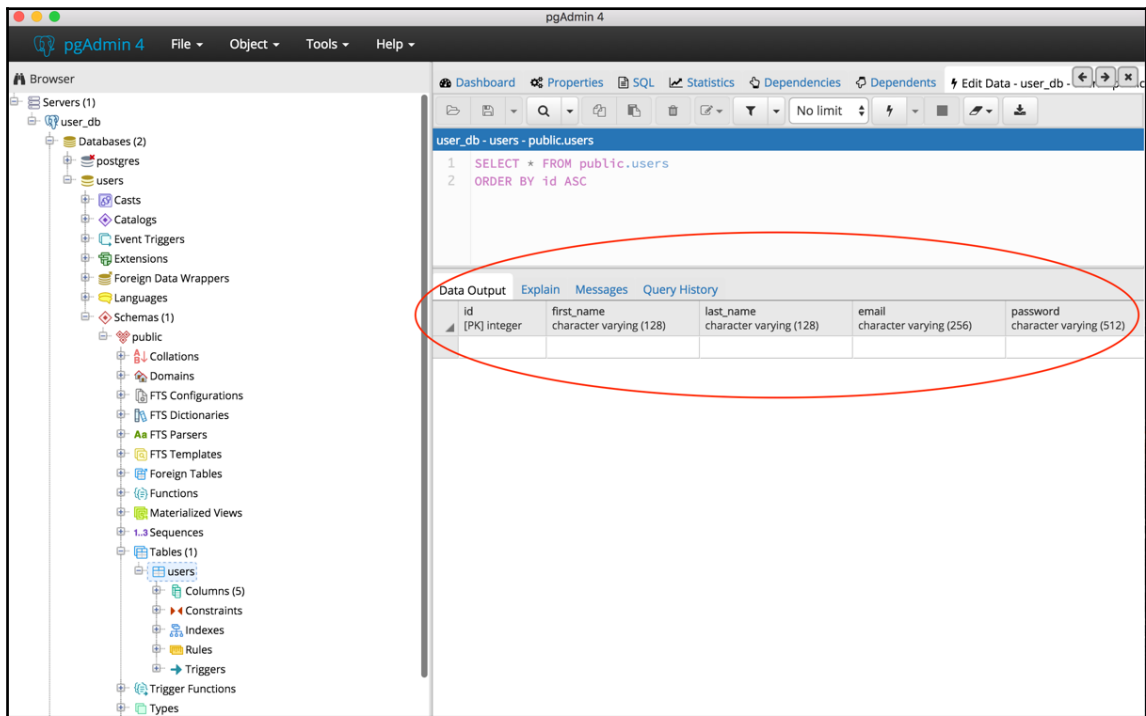 pgAdmin 4
pgAdmin 4 File Object Tools Help
Browser
Servers (1)
user_db
Databases (2)
postgres
users
Casts
Catalogs
Event Triggers
Extensions
Foreign Data Wrappers
Languages
Schemas (1)
public
Collations
Domains
FTS Configurations
FTS Dictionaries
Aa FTS Parsers
FTS Templates
Foreign Tables
Functions
Materialized Views
1..3 Sequences
Tables (1)
users
Columns (5)
Constraints
Indexes
Rules
Triggers
Trigger Functions
Types
Dashboard Properties SQL Statistics Dependencies Dependents Edit Data - user_db -
No limit
user_db - users - public.users
1 SELECT * FROM public.users
2 ORDER BY id ASC
Data Output Explain Messages Query History
id first_name last_name email password
[PK] integer character varying (128) character varying (128) character varying (256) character varying (512)